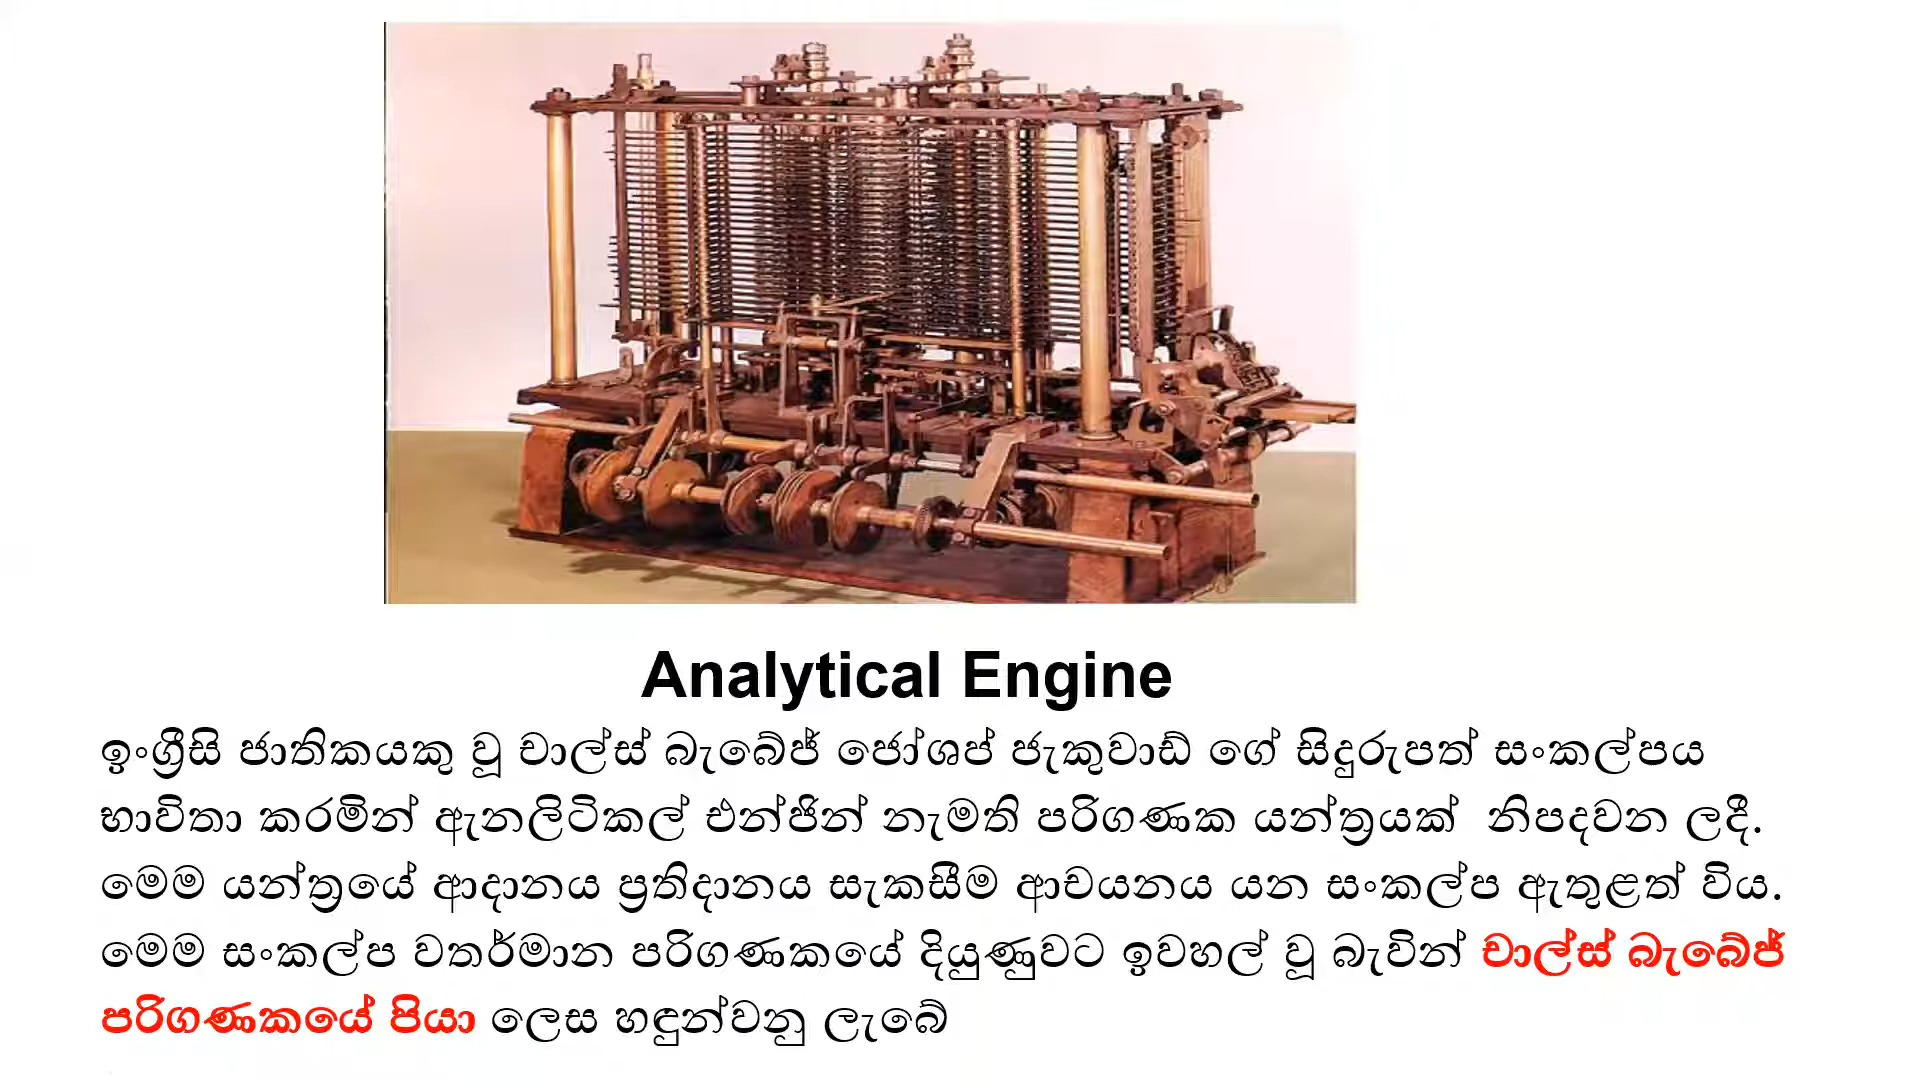 Analytical Engine
ඉංග්‍රීසි ජාතිකයකු වූ චාල්ස් බැබේජ් ජෝශප් ජැකුවාඩ් ගේ සිදුරුපත් සංකල්පය
භාවිතා කරමින් ඇනලිටිකල් එන්ජින් නැමති පරිගණක යන්ත්‍රයක් නිපදවන ලදී.
මෙම යන්ත්‍රයේ ආදානය ප්‍රතිදානය සැකසීම ආචයනය යන සංකල්ප ඇතුළත් විය.
මෙම සංකල්ප වතර්මාන පරිගණකයේ දියුණුවට ඉවහල් වූ බැවින් චාල්ස් බැබේජ්
පරිගණකයේ පියා ලෙස හඳුන්වනු ලැබේ